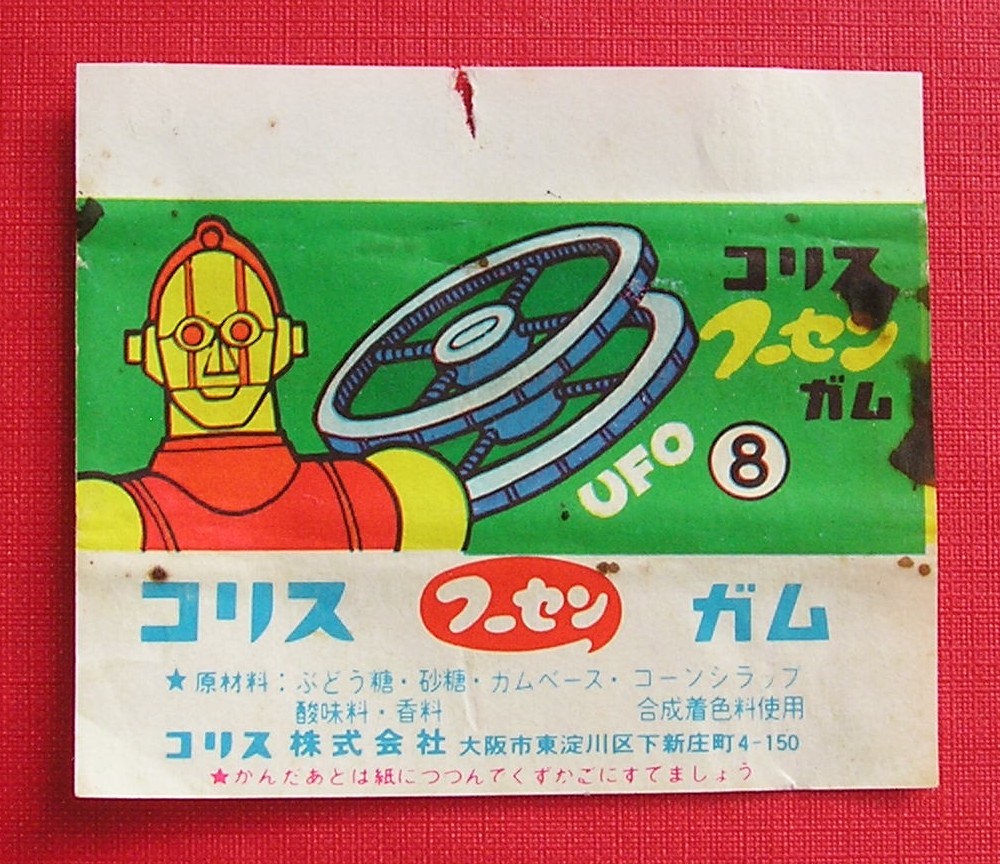 コリス
フーセン
ガム
UFO
8
コリス フーセン ガム
★原材料：ぶどう糖・砂糖・ガムベース・コーンシラップ
酸味料・香料 合成着色料使用
コリス 株式会社 大阪市東淀川区下新庄町4-150
★かんだあとは紙につつんでくずかごにすてましょう